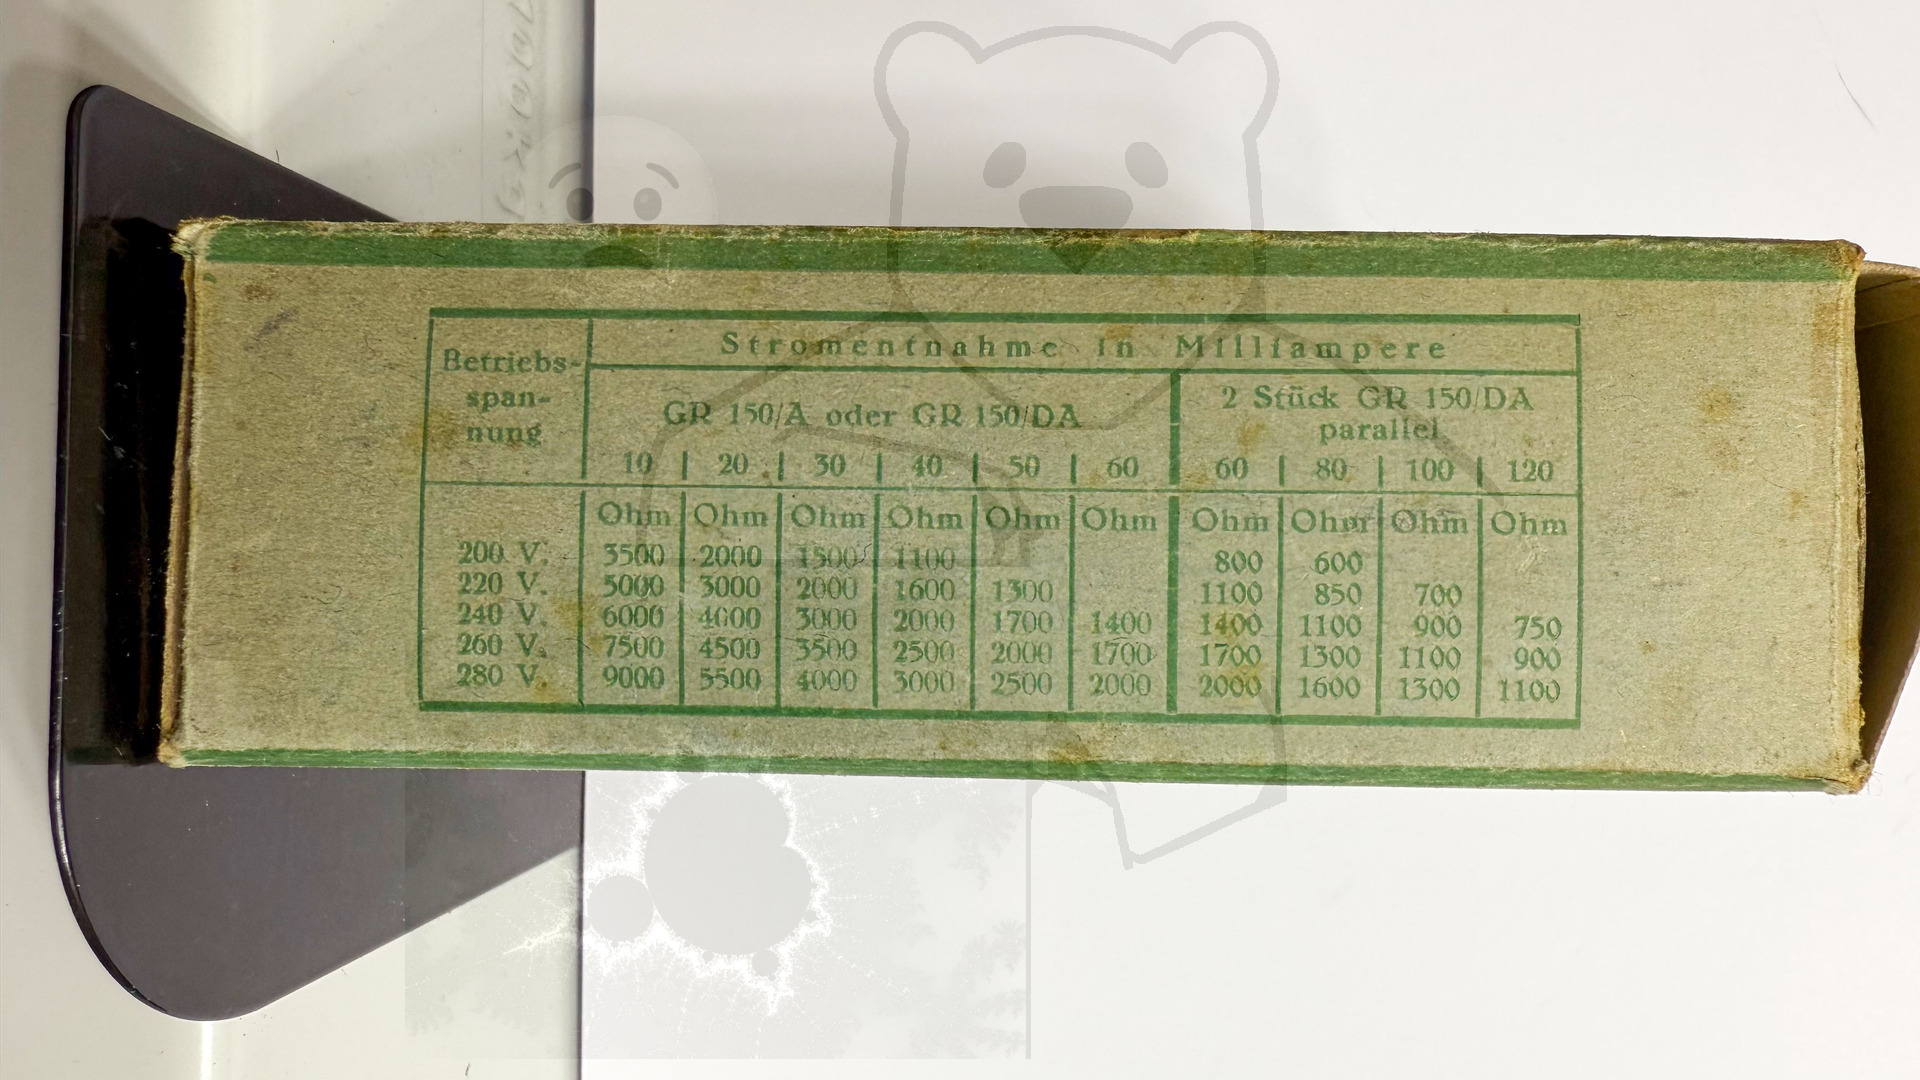 Stromentnahme in Milliampere
Betriebs-
span-
nung
GR 150/A oder GR 150/DA
2 Stück GR 150/DA
parallel
10 20 30 40 50 60 60 80 100 120
Ohm Ohm Ohm Ohm Ohm Ohm Ohm Ohm Ohm Ohm
200 V. 3500 2000 1500 1100 800 600
220 V. 5000 3000 2000 1600 1300 1100 850 700
240 V. 6000 4000 3000 2000 1700 1400 1400 1100 900 750
260 V. 7500 4500 3500 2500 2000 1700 1700 1300 1100 900
280 V. 9000 5500 4000 3000 2500 2000 2000 1600 1300 1100